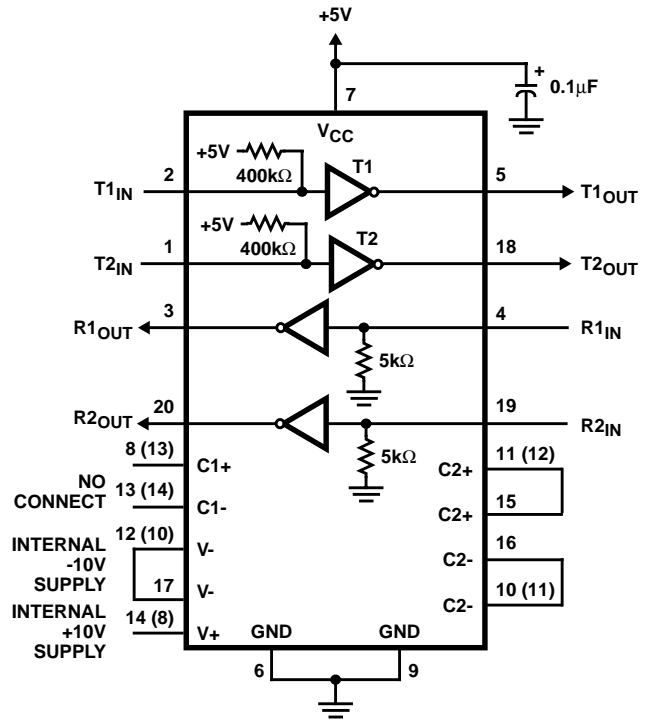 +5V
+ 0.1μF
7
VCC
+5V
400kΩ
T1
2
T1IN
5
T1OUT
+5V
400kΩ
T2
1
T2IN
18
T2OUT
3
R1OUT
4
R1IN
5kΩ
20
R2OUT
19
R2IN
5kΩ
8 (13)
C1+
NO
CONNECT
13 (14)
C1-
12 (10)
V-
INTERNAL
-10V
SUPPLY
17
V-
INTERNAL
+10V
SUPPLY
14 (8)
V+
11 (12)
C2+
15
C2+
16
C2-
10 (11)
C2-
GND
GND
6
9